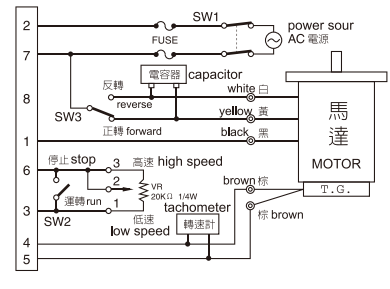 2
SW1
power sour
AC 電源
FUSE
7
電容器
capacitor
反轉
reverse
white 白
8
yellow 黃
SW3
正轉 forward
black 黑
1
馬達
MOTOR
T.G.
6
停止 stop
3
高速 high speed
2
VR
20KΩ 1/4W
運轉 run
1
3
SW2
低速
low speed
tachometer
轉速計
brown 棕
棕 brown
4
5